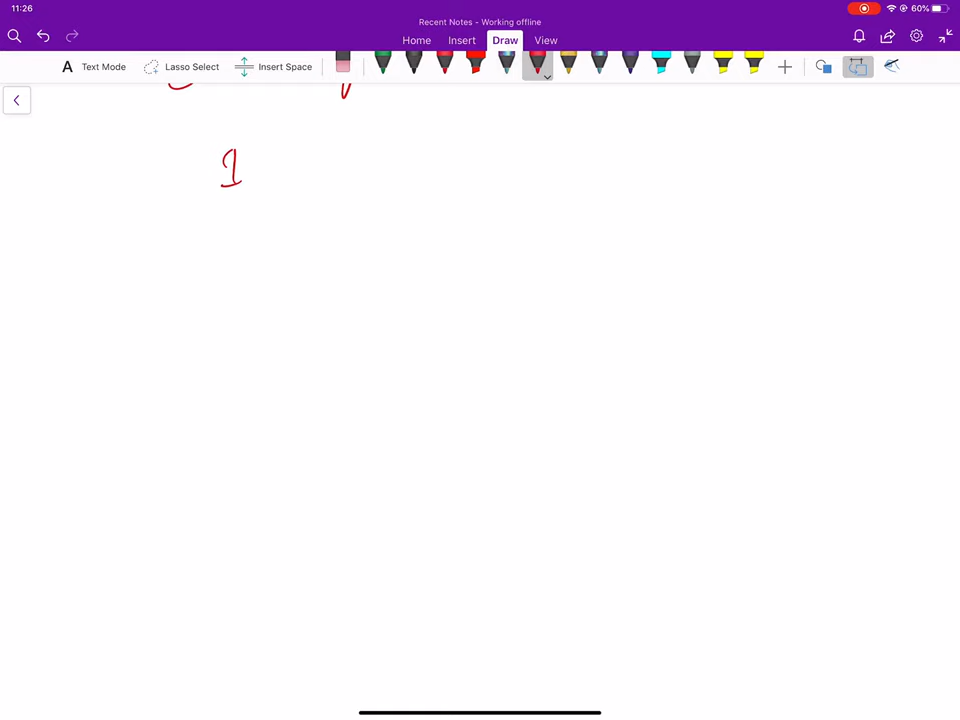 11:26
60%
Recent Notes - Working offline
Home Insert Draw View
A Text Mode Lasso Select Insert Space